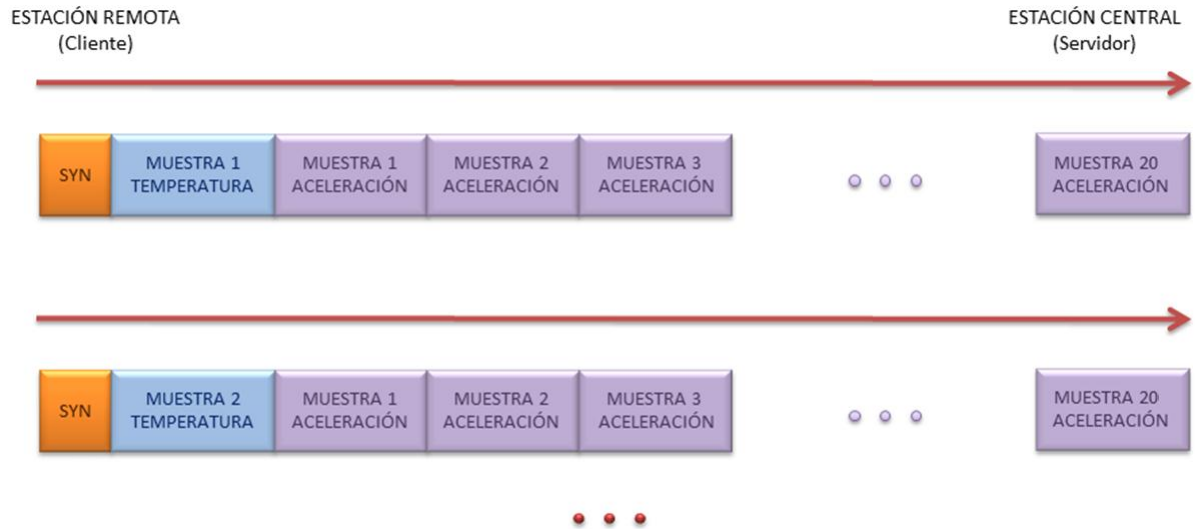 ESTACIÓN REMOTA
(Cliente)
ESTACIÓN CENTRAL
(Servidor)
SYN
MUESTRA 1
TEMPERATURA
MUESTRA 1
ACELERACIÓN
MUESTRA 2
ACELERACIÓN
MUESTRA 3
ACELERACIÓN
MUESTRA 20
ACELERACIÓN
SYN
MUESTRA 2
TEMPERATURA
MUESTRA 1
ACELERACIÓN
MUESTRA 2
ACELERACIÓN
MUESTRA 3
ACELERACIÓN
MUESTRA 20
ACELERACIÓN